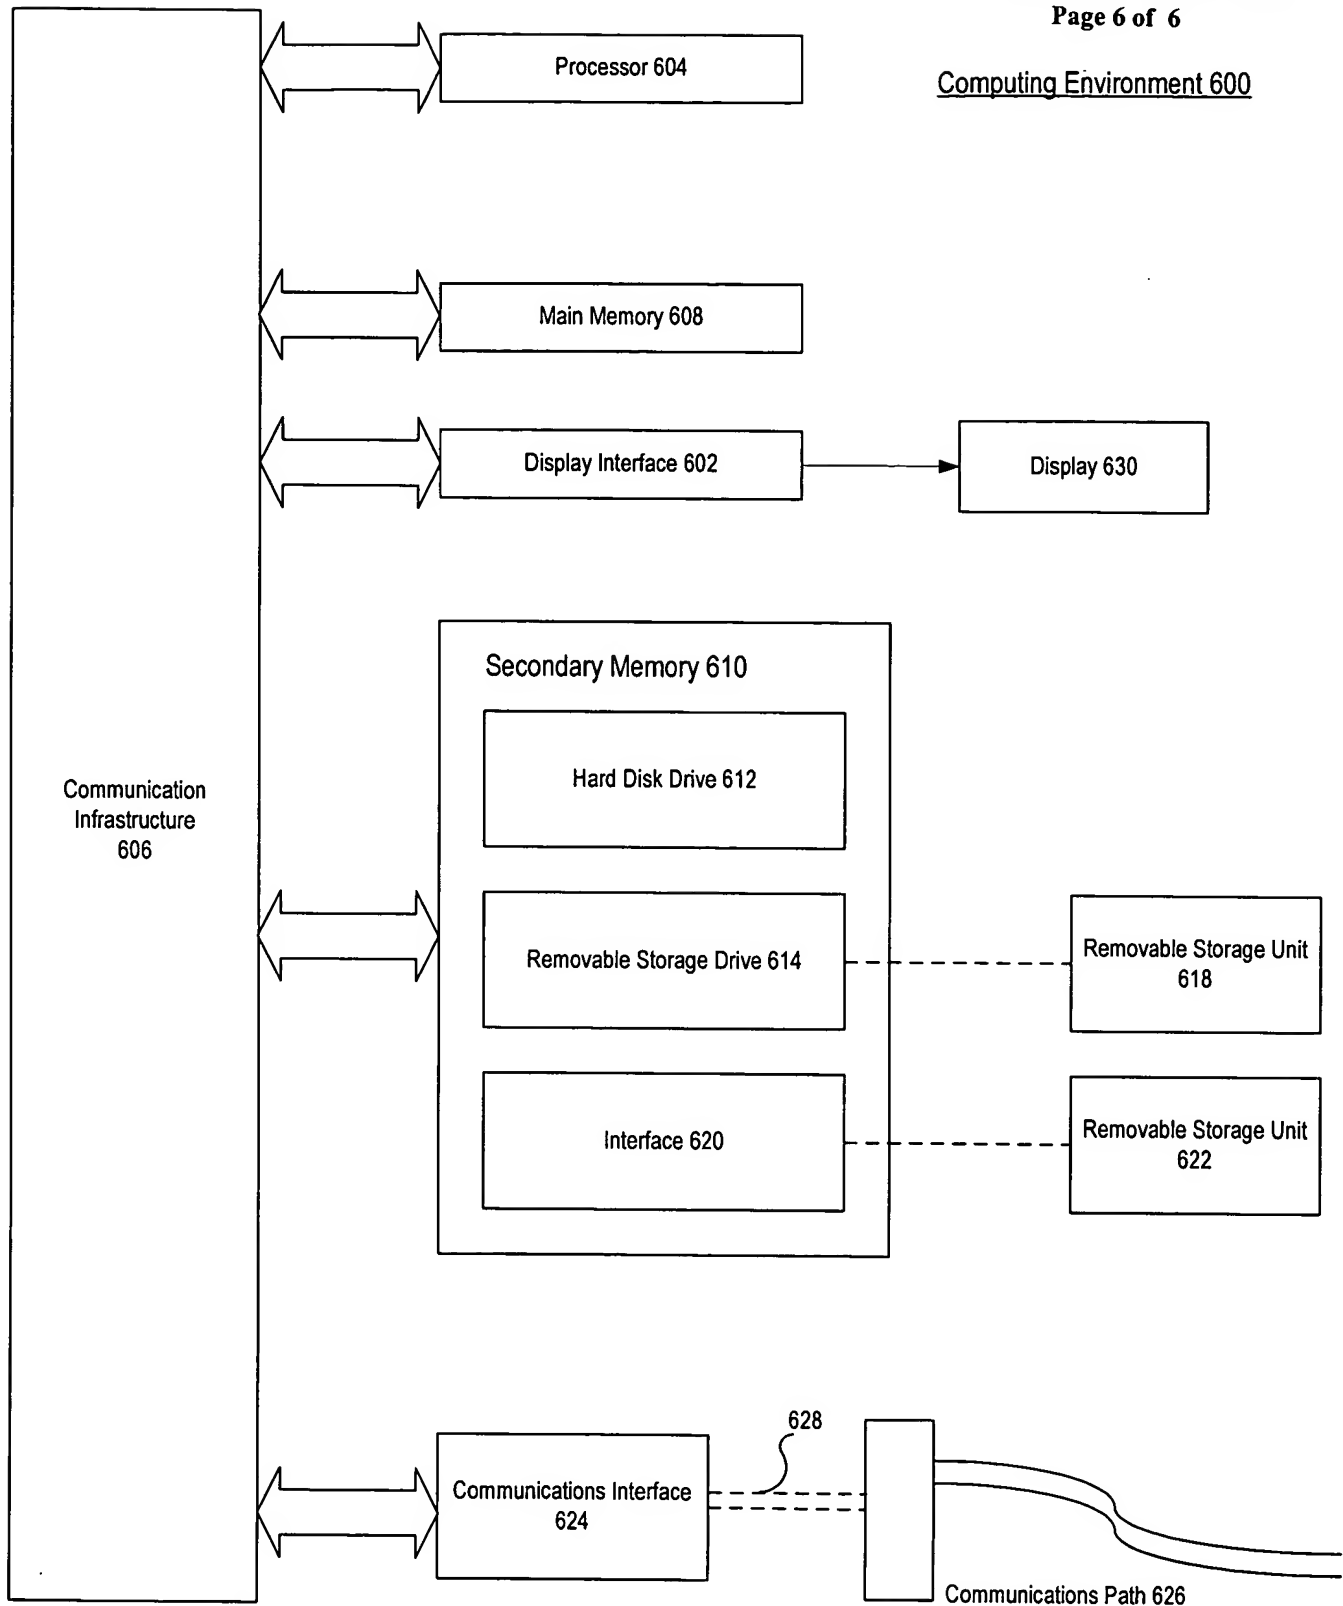 Page 6 of 6
Computing Environment 600
Processor 604
Main Memory 608
Display Interface 602
Display 630
Secondary Memory 610
Hard Disk Drive 612
Communication
Infrastructure
606
Removable Storage Drive 614
Removable Storage Unit
618
Interface 620
Removable Storage Unit
622
628
Communications Interface
624
Communications Path 626